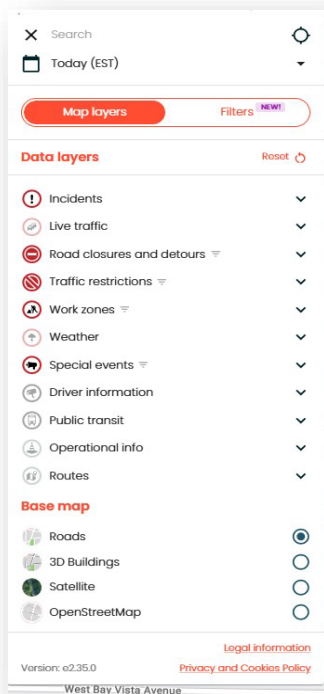 Search
Today (EST)
Map layers
Filters NEW!
Data layers
Reset
Incidents
Live traffic
Road closures and detours
Traffic restrictions
Work zones
Weather
Special events
Driver information
Public transit
Operational info
Routes
Base map
Roads
3D Buildings
Satellite
OpenStreetMap
Legal information
Version: e2.35.0
Privacy and Cookies Policy
West Bay Vista Avenue